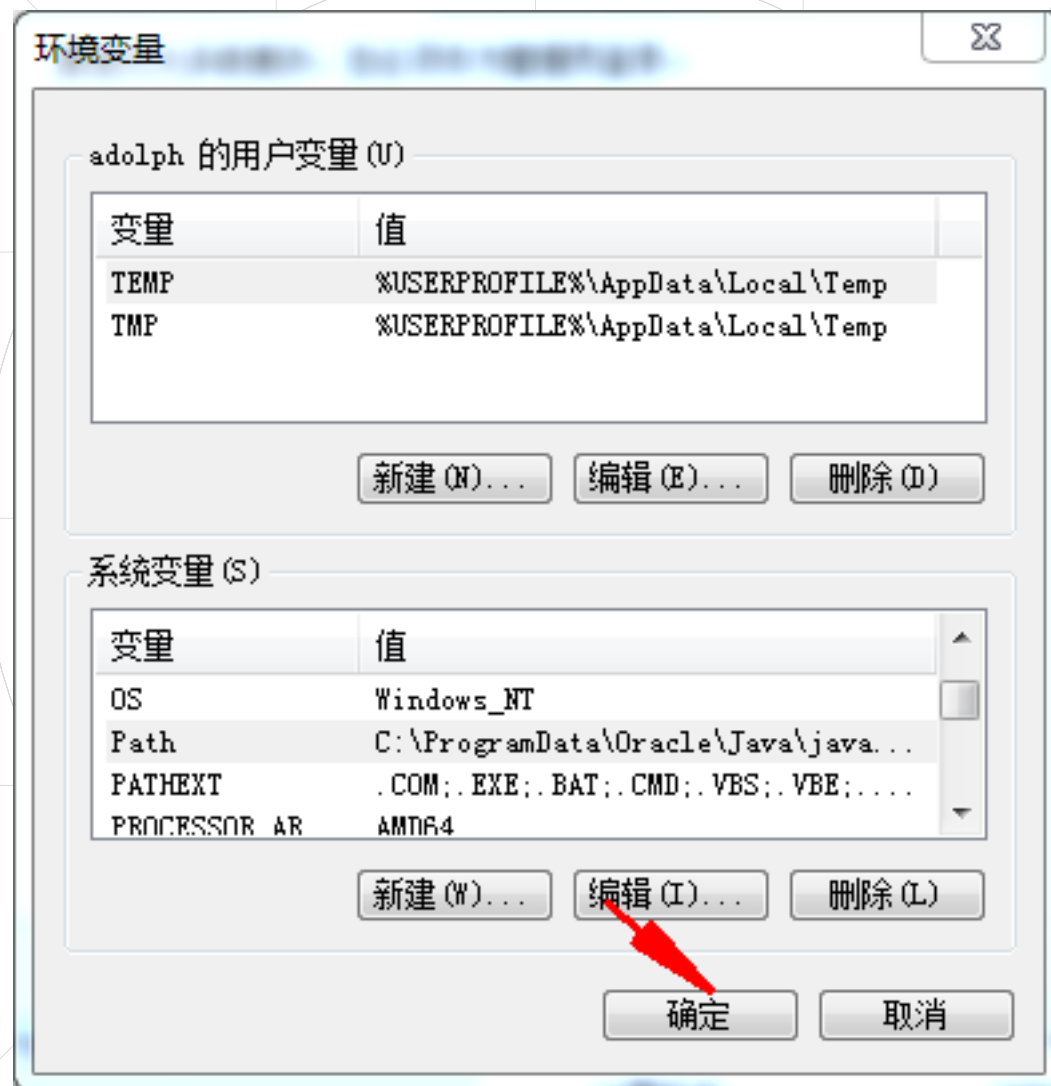 环境变量
adolph 的用户变量(U)
变量 值
TEMP %USERPROFILE%\AppData\Local\Temp
TMP %USERPROFILE%\AppData\Local\Temp
新建(N)... 编辑(E)... 删除(D)
系统变量(S)
变量 值
OS Windows_NT
Path C:\ProgramData\Oracle\Java\java...
PATHEXT .COM;.EXE;.BAT;.CMD;.VBS;.VBE;....
PROCESSOR_AR AMD64
新建(W)... 编辑(I)... 删除(L)
确定 取消